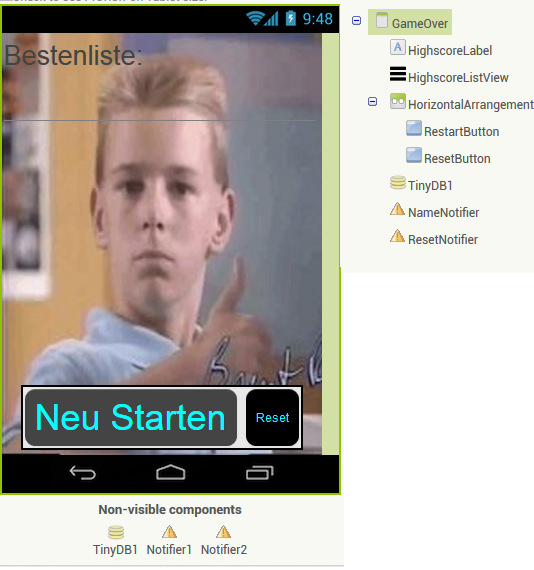 9:48
Bestenliste:
Neu Starten
Reset
Non-visible components
TinyDB1 Notifier1 Notifier2
GameOver
HighscoreLabel
HighscoreListView
HorizontalArrangement
RestartButton
ResetButton
TinyDB1
NameNotifier
ResetNotifier